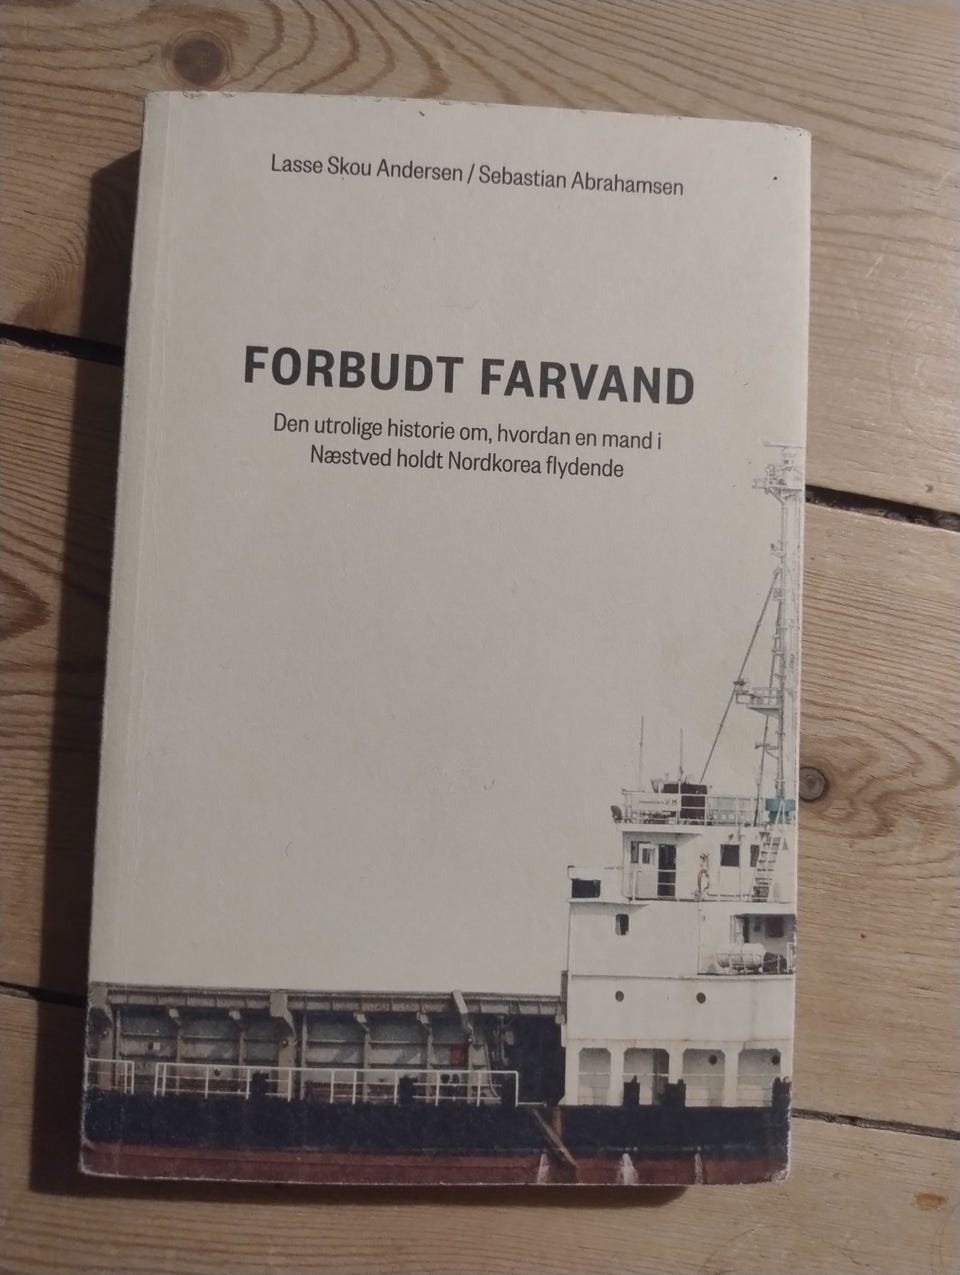 Lasse Skou Andersen / Sebastian Abrahamsen
FORBUDT FARVAND
Den utrolige historie om, hvordan en mand i
Næstved holdt Nordkorea flydende